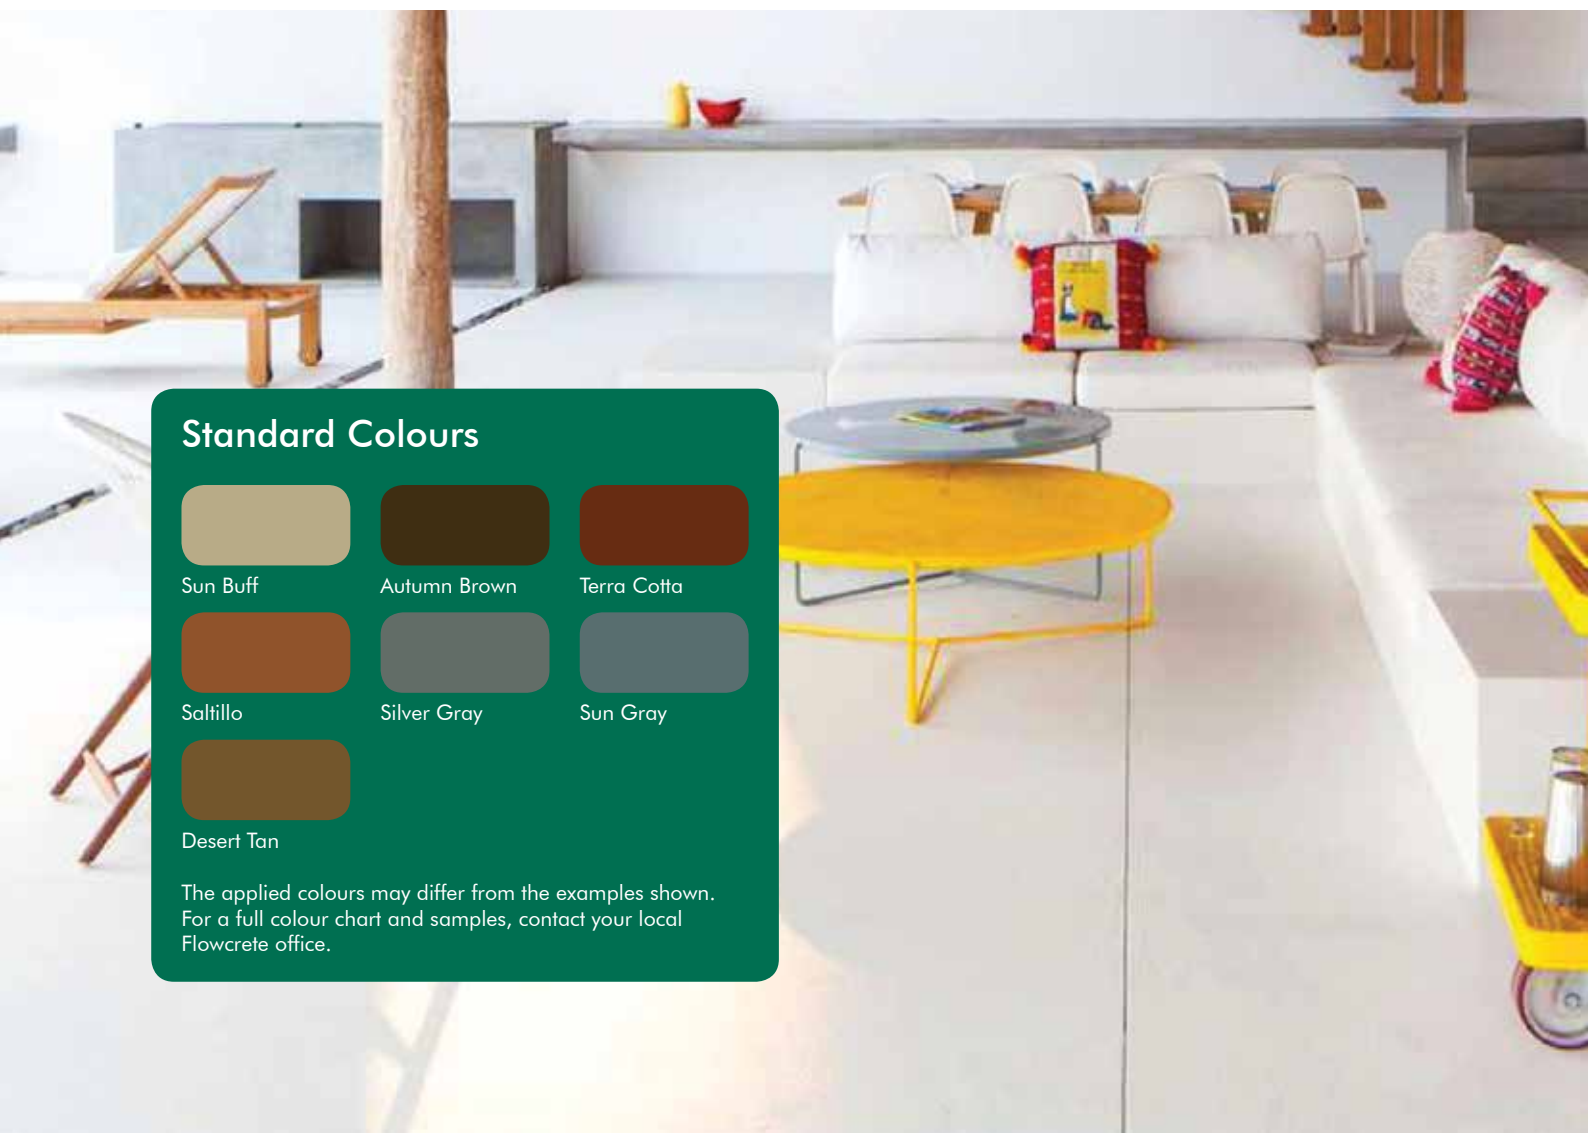 Standard Colours
Sun Buff
Autumn Brown
Terra Cotta
Saltillo
Silver Gray
Sun Gray
Desert Tan
The applied colours may differ from the examples shown.
For a full colour chart and samples, contact your local
Flowcrete office.